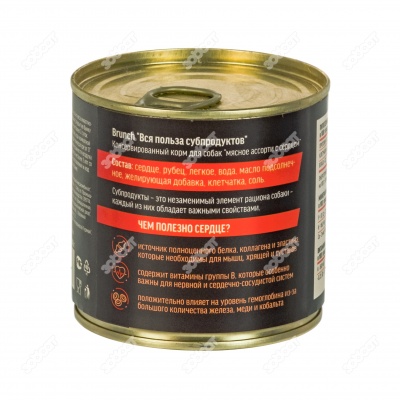 Brunch "Вся польза субпродуктов"
Консервированный корм для собак "мясное ассорти с сердцем
Состав: сердце, рубец, легкое, вода, масло подсолнеч-
ное, желирующая добавка, клетчатка, соль.
Субпродукты – это незаменимый элемент рациона собаки -
каждый из них обладает важными свойствами.
ЧЕМ ПОЛЕЗНО СЕРДЦЕ?
источник полноценного белка, коллагена и
которые необходимы для мышц, хрящей и
содержит витамины группы B, которые особенно
важны для нервной и сердечно-сосудистой систем
положительно влияет на уровень гемоглобина из-за
большого количества железа, меди и кобальта